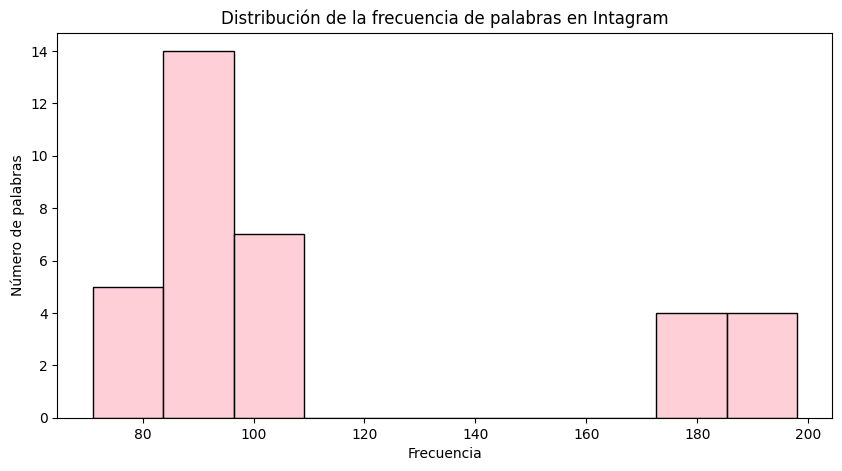 Distribución de la frecuencia de palabras en Intagram
Número de palabras
14
12
10
8
6
4
2
0
80 100 120 140 160 180 200
Frecuencia